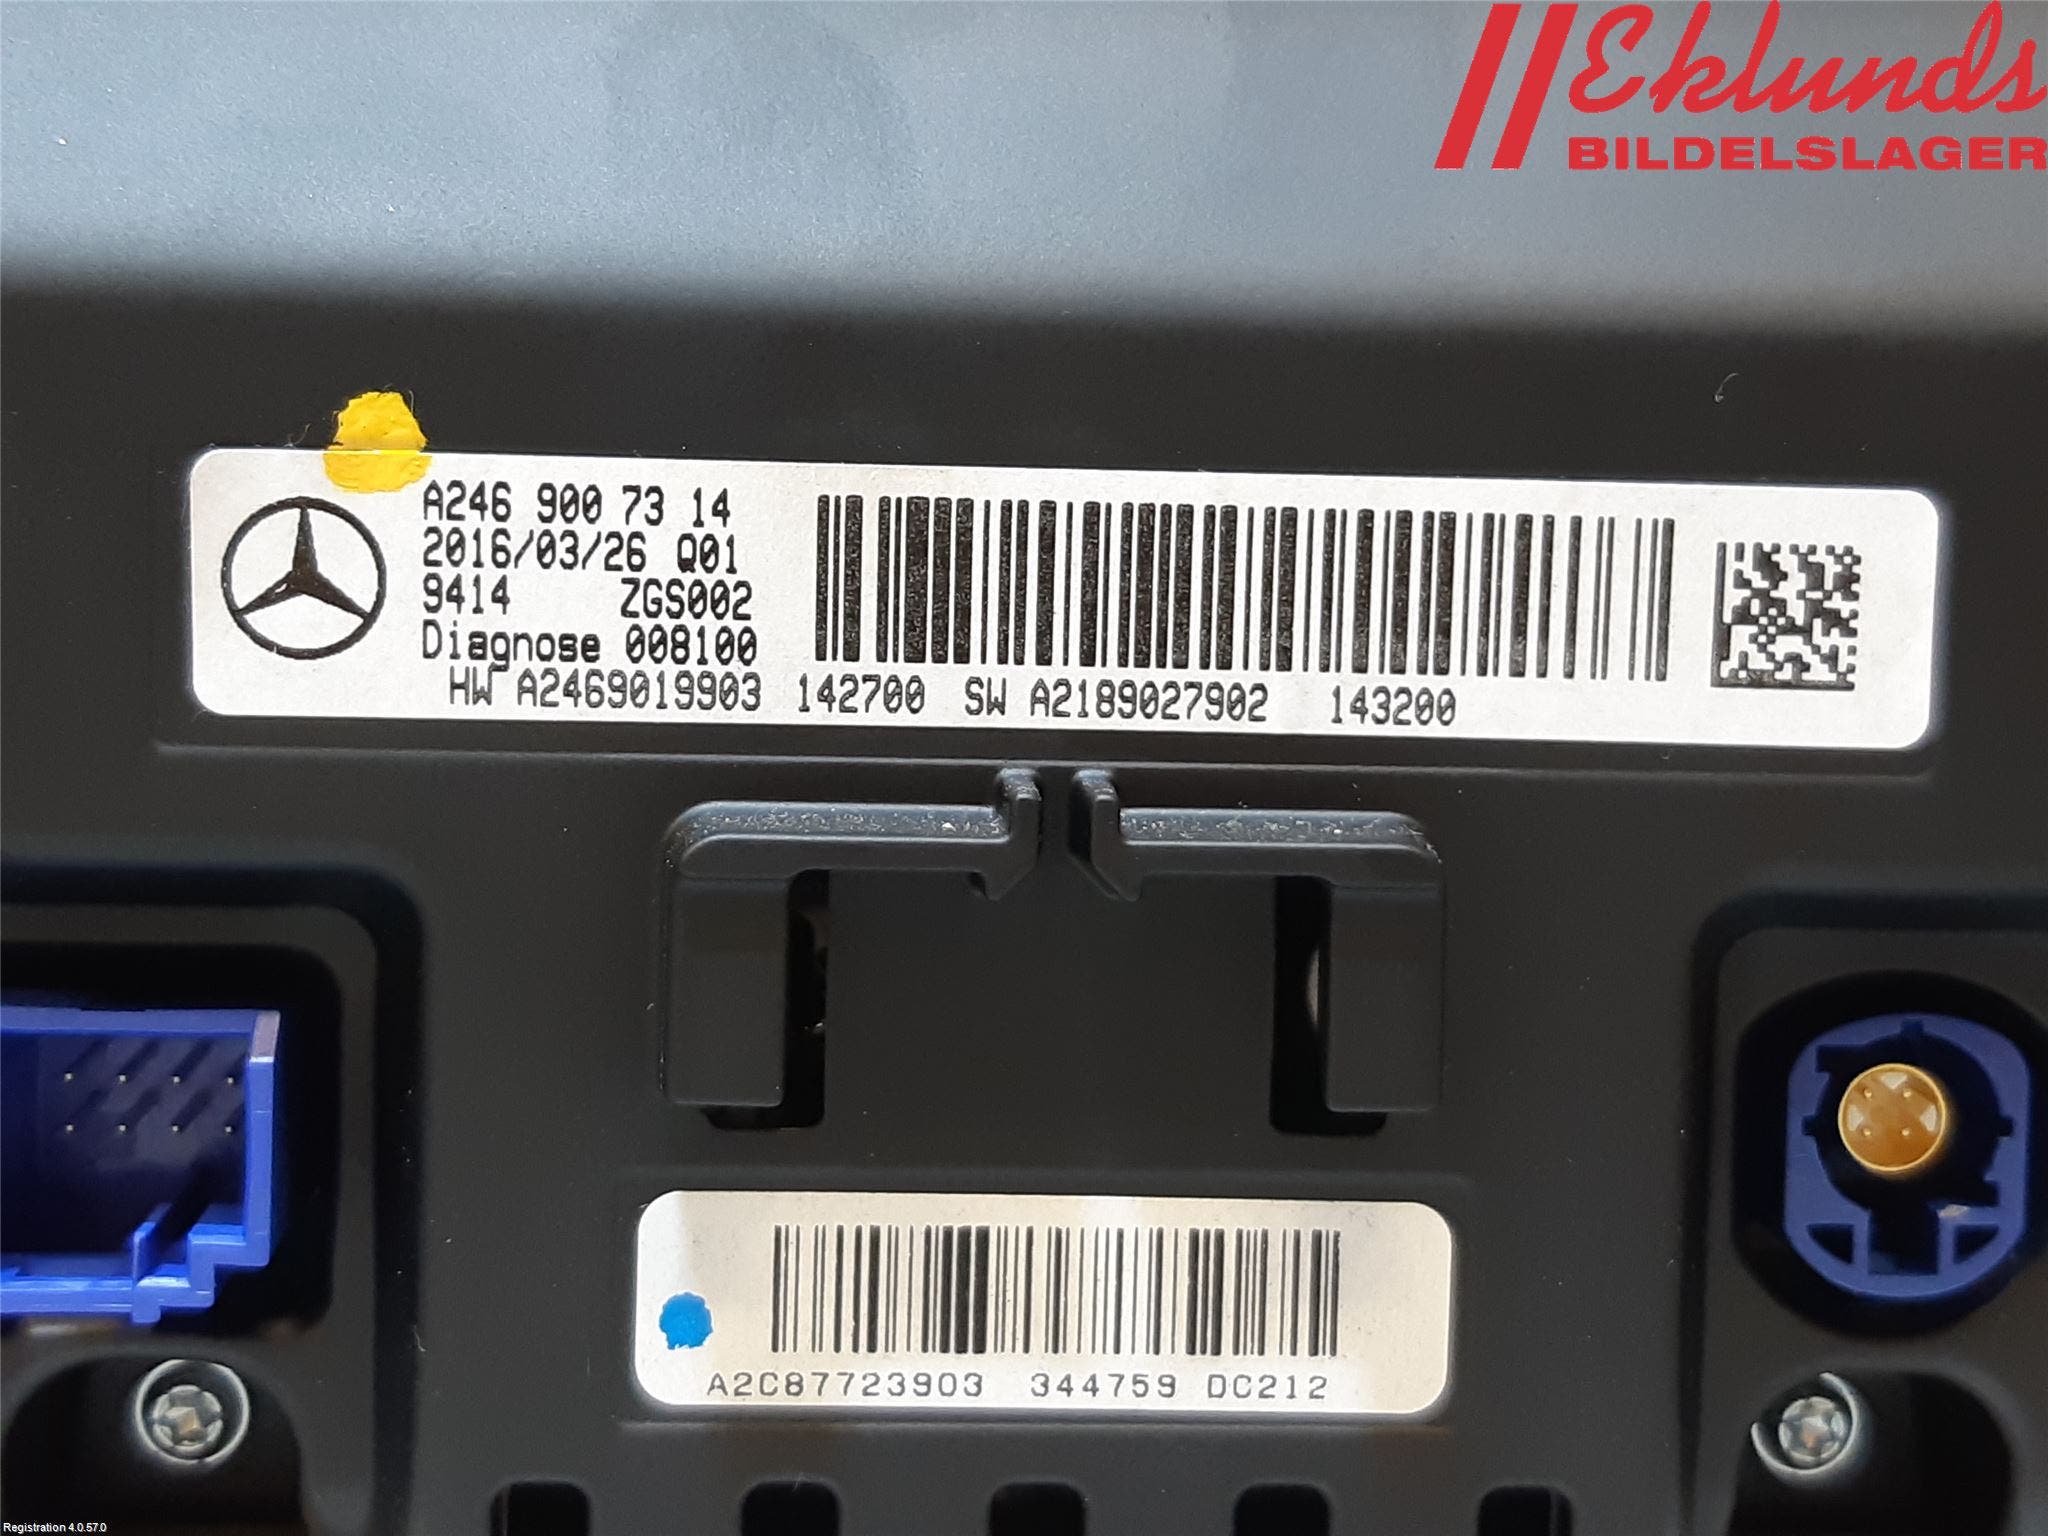 Eklunds
BILDELSLAGER
A246 900 73 14
2016/03/26 Q01
9414 ZGS002
Diagnose 008100
HW A2469019903 142700 SW A2189027902 143200
A2C87723903 344759 DC212
Registration 4.0.57.0